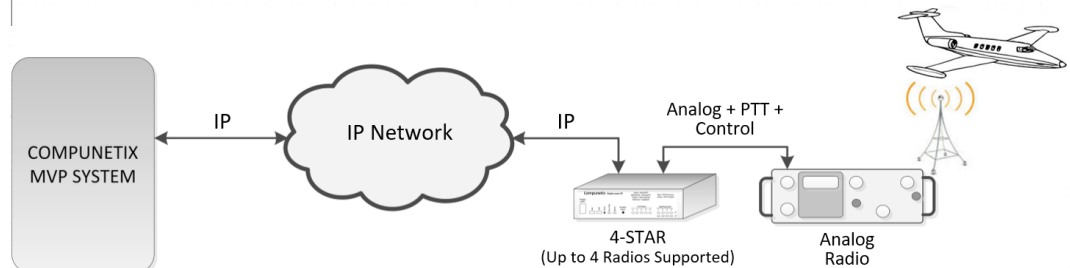 COMPUNETIX
MVP SYSTEM
IP
IP Network
IP
Analog + PTT +
Control
Compunetix
4-STAR
(Up to 4 Radios Supported)
Analog
Radio